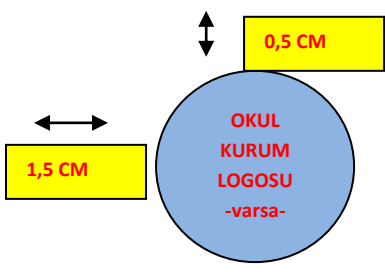 0,5 CM
OKUL
KURUM
LOGOSU
-varsa-
1,5 CM